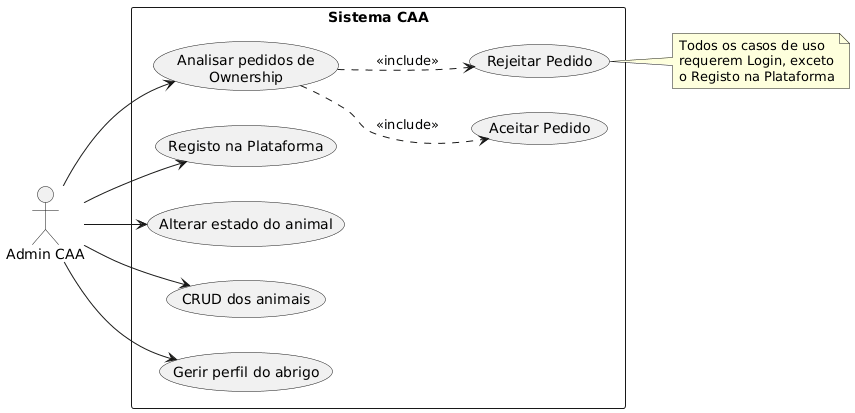 Sistema CAA
Analisar pedidos de
Ownership
«include»
Rejeitar Pedido
Todos os casos de uso
requerem Login, exceto
o Registo na Plataforma
«include»
Aceitar Pedido
Registo na Plataforma
Alterar estado do animal
Admin CAA
CRUD dos animais
Gerir perfil do abrigo